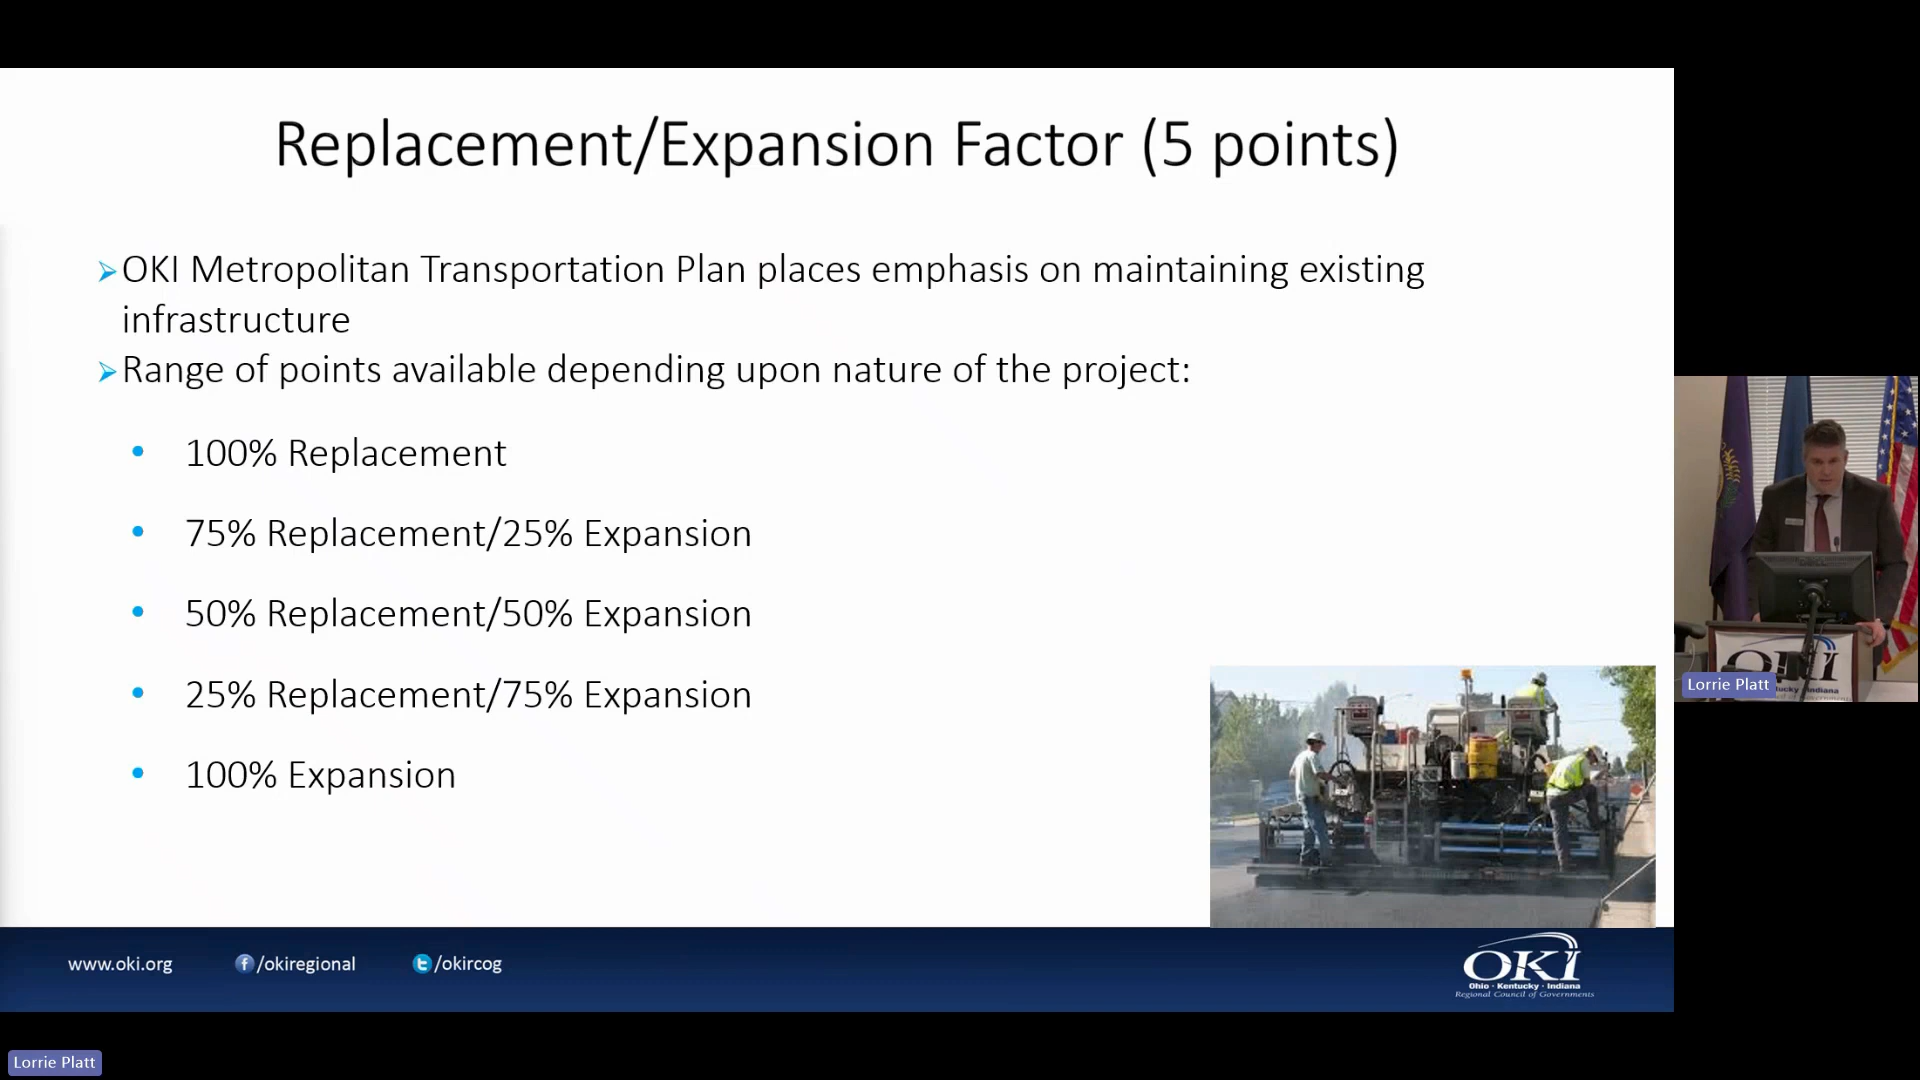 Replacement/Expansion Factor (5 points)
OKI Metropolitan Transportation Plan places emphasis on maintaining existing
infrastructure
Range of points available depending upon nature of the project:
100% Replacement
75% Replacement/25% Expansion
50% Replacement/50% Expansion
25% Replacement/75% Expansion
100% Expansion
www.oki.org
/okiregional
/okircog
OKI
Ohio · Kentucky · Indiana
Regional Council of Governments
OKI
Lorrie Platt
Lorrie Platt